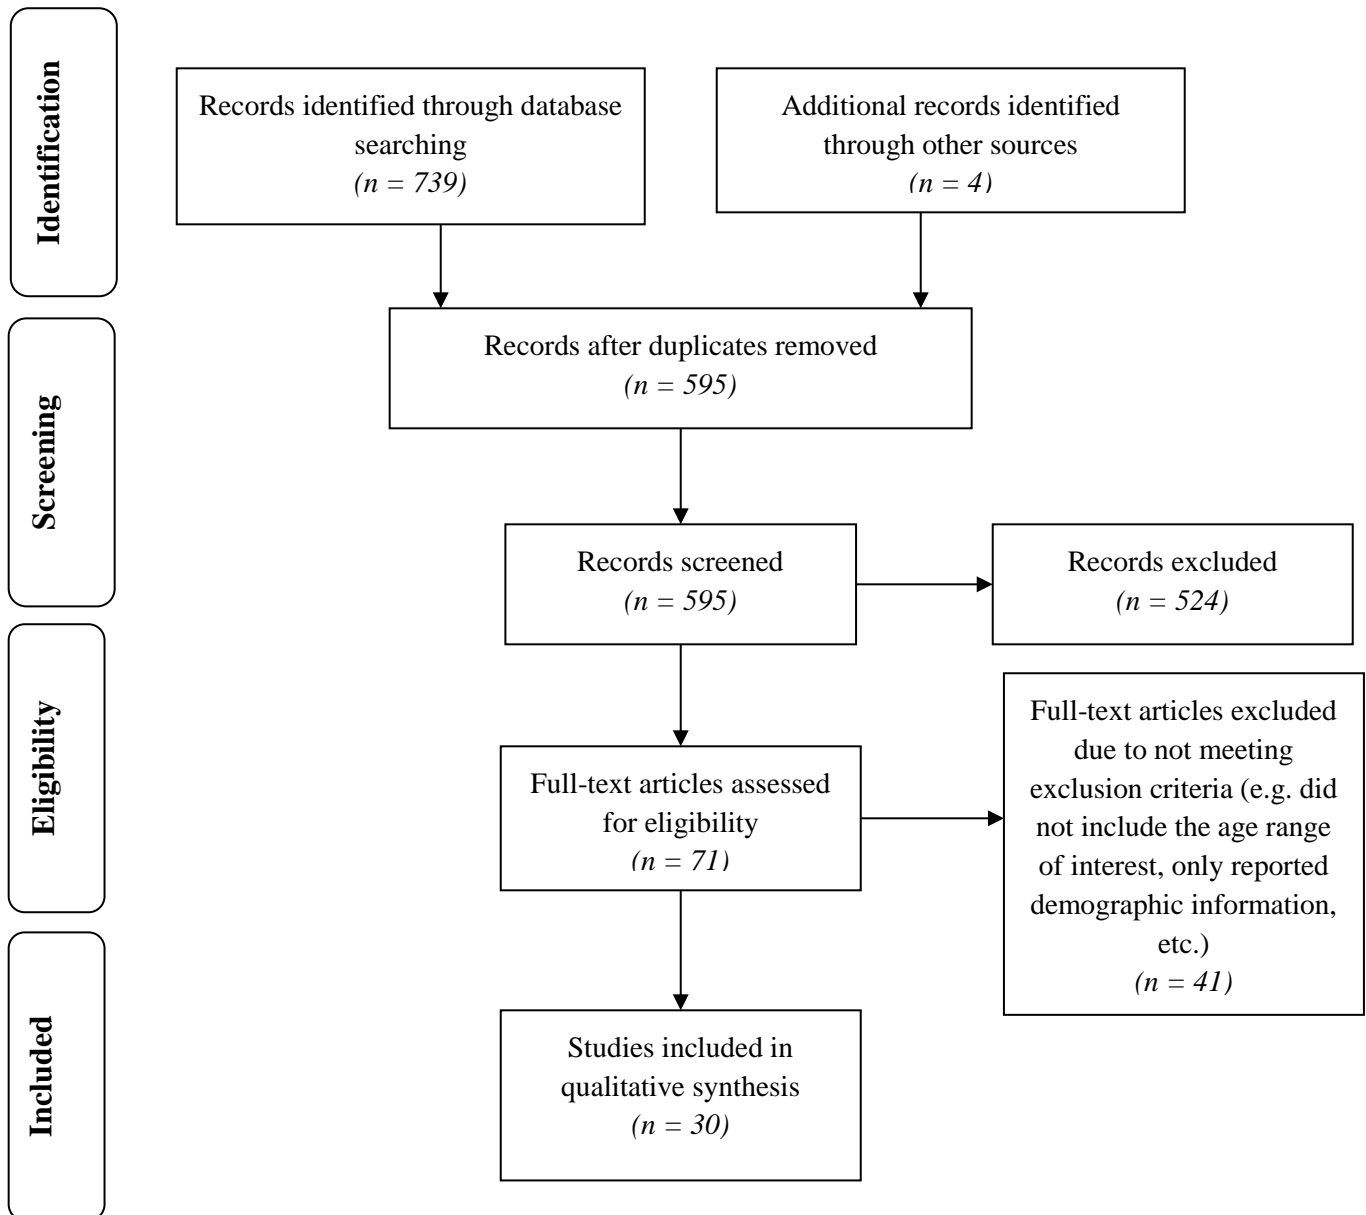 Identification
Records identified through database
searching
(n = 739)
Additional records identified
through other sources
(n = 4)
Records after duplicates removed
(n = 595)
Screening
Records screened
(n = 595)
Records excluded
(n = 524)
Eligibility
Full-text articles assessed
for eligibility
(n = 71)
Full-text articles excluded
due to not meeting
exclusion criteria (e.g. did
not include the age range
of interest, only reported
demographic information,
etc.)
(n = 41)
Included
Studies included in
qualitative synthesis
(n = 30)